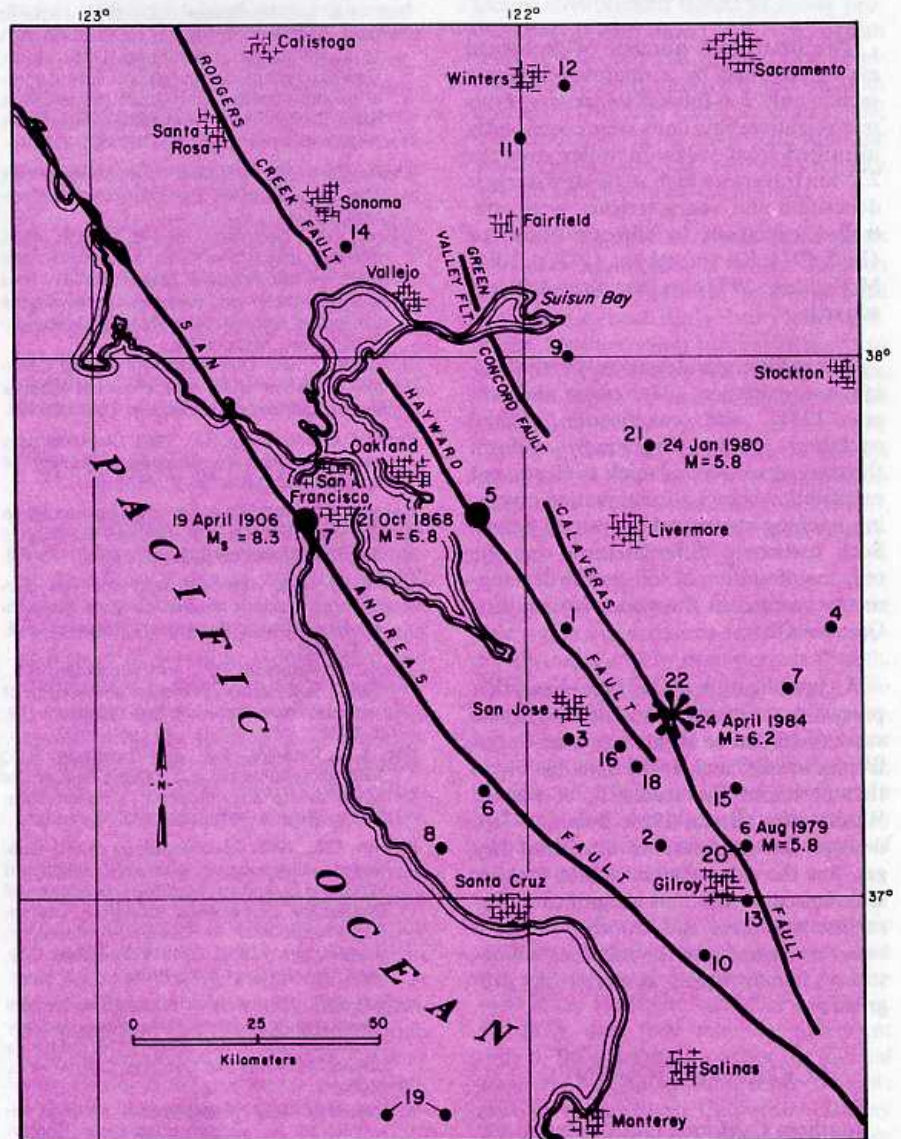 123°
122°
Calistoga
Winters
12
Sacramento
RODGERS CREEK FAULT
Santa Rosa
11
Sonoma
14
Fairfield
Vallejo
GREEN VALLEY FLT.
Suisun Bay
38°
9
Stockton
SAN ANDREAS FAULT
HAYWARD FAULT
CONCORD FAULT
21
24 Jan 1980
M=5.8
Oakland
San Francisco
5
CALAVERAS FAULT
Livermore
19 April 1906
Ms = 8.3
17
21 Oct 1868
M=6.8
PACIFIC OCEAN
1
4
7
22
24 April 1984
M=6.2
San Jose
3
16
18
-N-
6
15
8
2
6 Aug 1979
M=5.8
20
Gilroy
Santa Cruz
37°
13
10
0 25 50
Kilometers
Salinas
19
Monterey